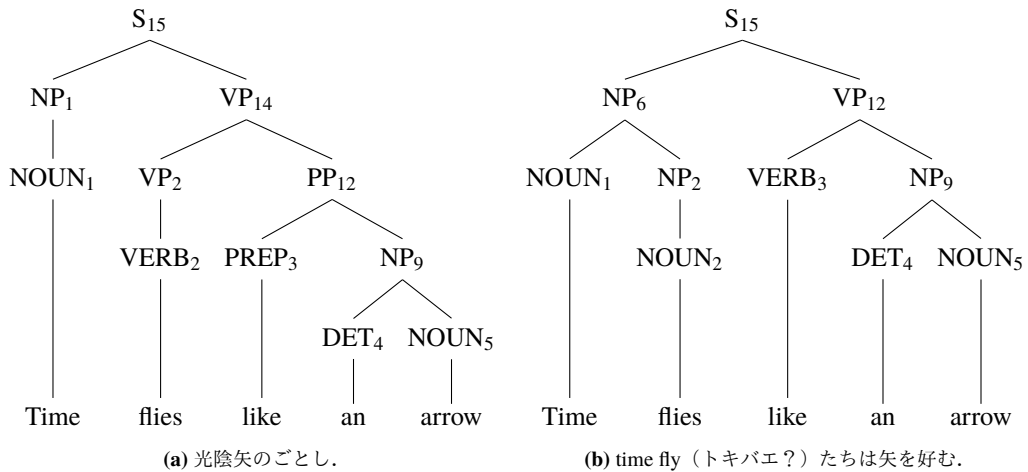 S15 S15
NP1 VP14 NP6 VP12
NOUN1 VP2 PP12 NOUN1 NP2 VERB3 NP9
VERB2 PREP3 NP9 NOUN2 DET4 NOUN5
DET4 NOUN5
Time flies like an arrow Time flies like an arrow
(a) 光陰矢のごとし． (b) time fly（トキバエ？）たちは矢を好む．